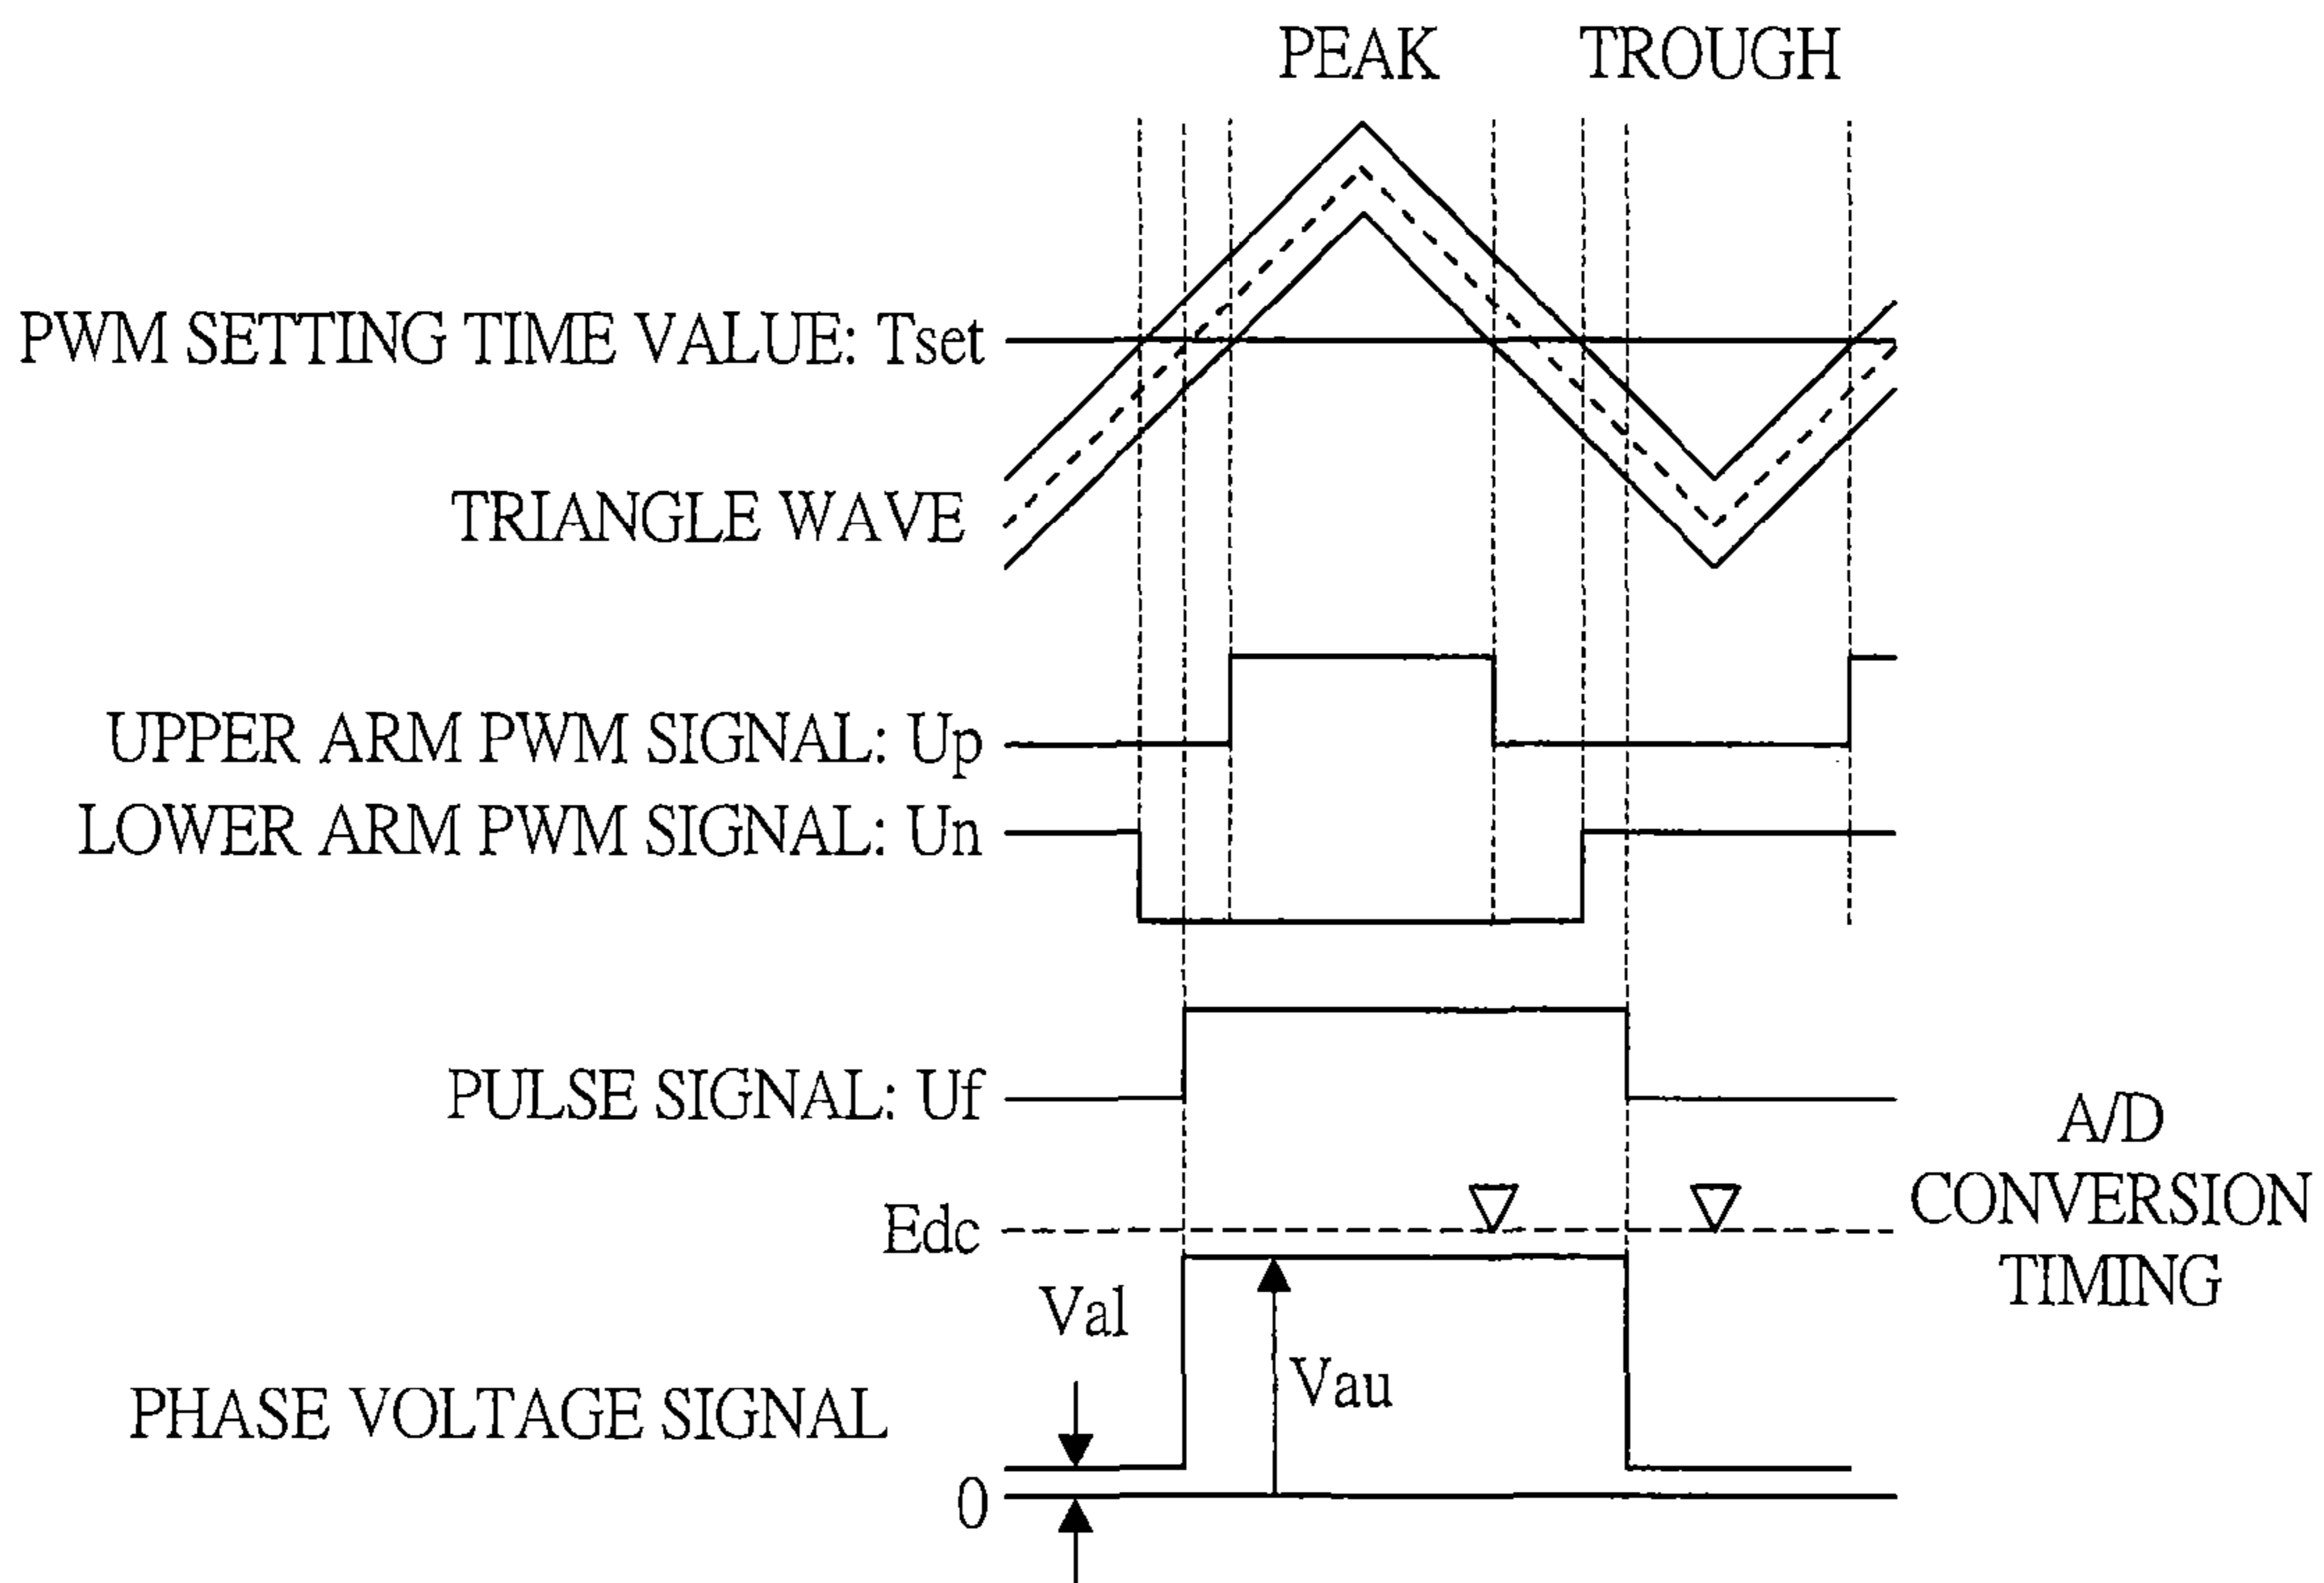 PEAK TROUGH
PWM SETTING TIME VALUE: Tset
TRIANGLE WAVE
UPPER ARM PWM SIGNAL: Up
LOWER ARM PWM SIGNAL: Un
PULSE SIGNAL: Uf
A/D
CONVERSION
TIMING
Edc
Val
Vau
PHASE VOLTAGE SIGNAL
0